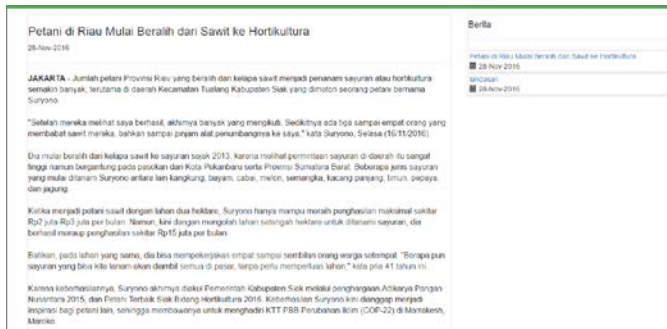 Petani di Riau Mulai Beralih dari Sawit ke Hortikultura
28-Nov-2016
JAKARTA - Jumlah petani Provinsi Riau yang beralih dari kelapa sawit menjadi penanam sayuran atau hortikultura
semakin banyak, terutama di daerah Kecamatan Tualang Kabupaten Siak yang dimotori seorang petani bernama
Suryono.
"Setelah mereka melihat saya berhasil, akhirnya banyak yang mengikuti. Sedikitnya ada tiga sampai empat orang yang
membabat sawit mereka, bahkan sampai pinjam alat penumbangnya ke saya." kata Suryono, Selasa (16/11/2016).
Dia mulai beralih dari kelapa sawit ke sayuran sejak 2013, karena melihat permintaan sayuran di daerah itu sangat
tinggi namun bergantung pada pasokan dari Kota Pekanbaru serta Provinsi Sumatera Barat. Beberapa jenis sayuran
yang mulai ditanam Suryono antara lain kangkung, bayam, cabai, melon, semangka, kacang panjang, timun, pepaya,
dan jagung.
Ketika menjadi petani sawit dengan lahan dua hektare, Suryono hanya mampu meraih penghasilan maksimal sekitar
Rp2 juta-Rp3 juta per bulan. Namun, kini dengan mengolah lahan setengah hektare untuk ditanami sayuran, dia
berhasil meraup penghasilan sekitar Rp15 juta per bulan.
Bahkan, pada lahan yang sama, dia bisa mempekerjakan empat sampai sembilan orang warga setempat. "Berapa pun
sayuran yang bisa kita tanam akan diambil semua di pasar, tanpa perlu memperluas lahan," kata pria 41 tahun ini.
Karena keberhasilannya, Suryono akhirnya diakui Pemerintah Kabupaten Siak melalui penghargaan Adikarya Pangan
Nusantara 2015, dan Petani Terbaik Siak Bidang Hortikultura 2016. Keberhasilan Suryono kini dianggap menjadi
inspirasi bagi petani lain, sehingga membawanya untuk menghadiri KTT PBB Perubahan Iklim (COP-22) di Marrakesh,
Maroko.
Berita
Petani di Riau Mulai Beralih dari Sawit ke Hortikultura
28-Nov-2016
28-Nov-2016